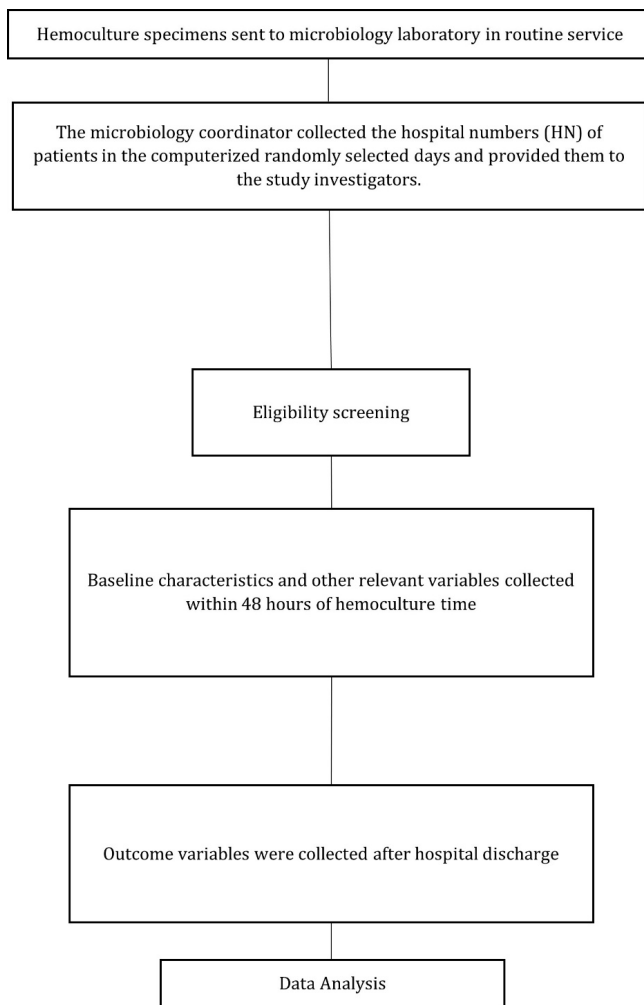 Hemoculture specimens sent to microbiology laboratory in routine service
The microbiology coordinator collected the hospital numbers (HN) of
patients in the computerized randomly selected days and provided them to
the study investigators.
Eligibility screening
Baseline characteristics and other relevant variables collected
within 48 hours of hemoculture time
Outcome variables were collected after hospital discharge
Data Analysis